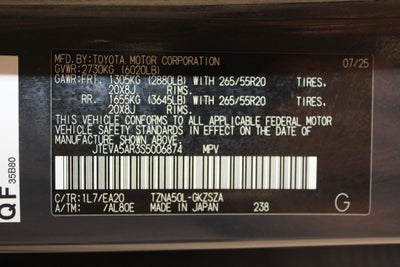 MFD.BY:TOYOTA MOTOR CORPORATION 07/25
GVWR:2730KG (6020LB)
GAWR:FRT. 1305KG (2880LB) WITH 265/55R20 TIRES.
20X8J RIMS.
RR. 1655KG (3645LB) WITH 265/55R20 TIRES.
20X8J RIMS.
THIS VEHICLE CONFORMS TO ALL APPLICABLE FEDERAL MOTOR
VEHICLE SAFETY STANDARDS IN EFFECT ON THE DATE OF
MANUFACTURE SHOWN ABOVE.
JTEVA5AR3S5006874 MPV
C/TR:1L7/EA20 TZNA50L-GKZSZA
A/TM: /AL80E MADE IN JAPAN 238 G
QF
35B80